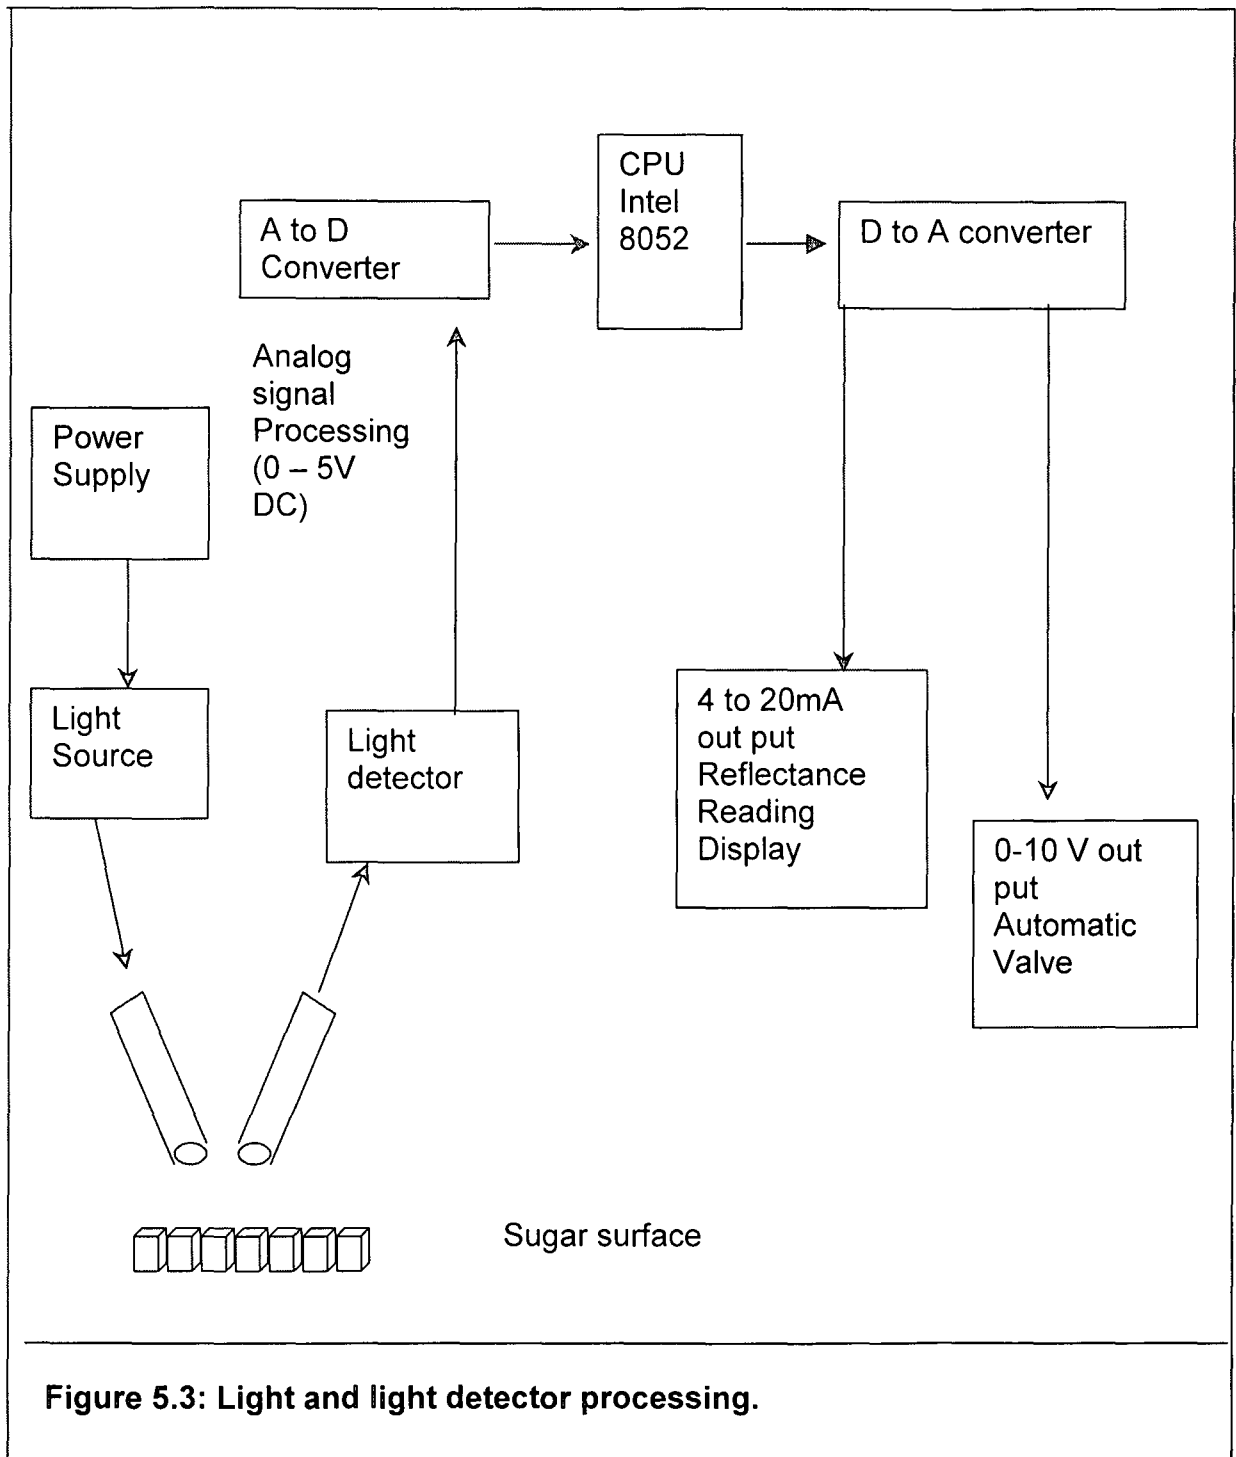 CPU
Intel
8052
A to D
Converter
D to A converter
Analog
signal
Processing
(0 – 5V
DC)
Power
Supply
Light
Source
Light
detector
4 to 20mA
out put
Reflectance
Reading
Display
0-10 V out
put
Automatic
Valve
Sugar surface
Figure 5.3: Light and light detector processing.